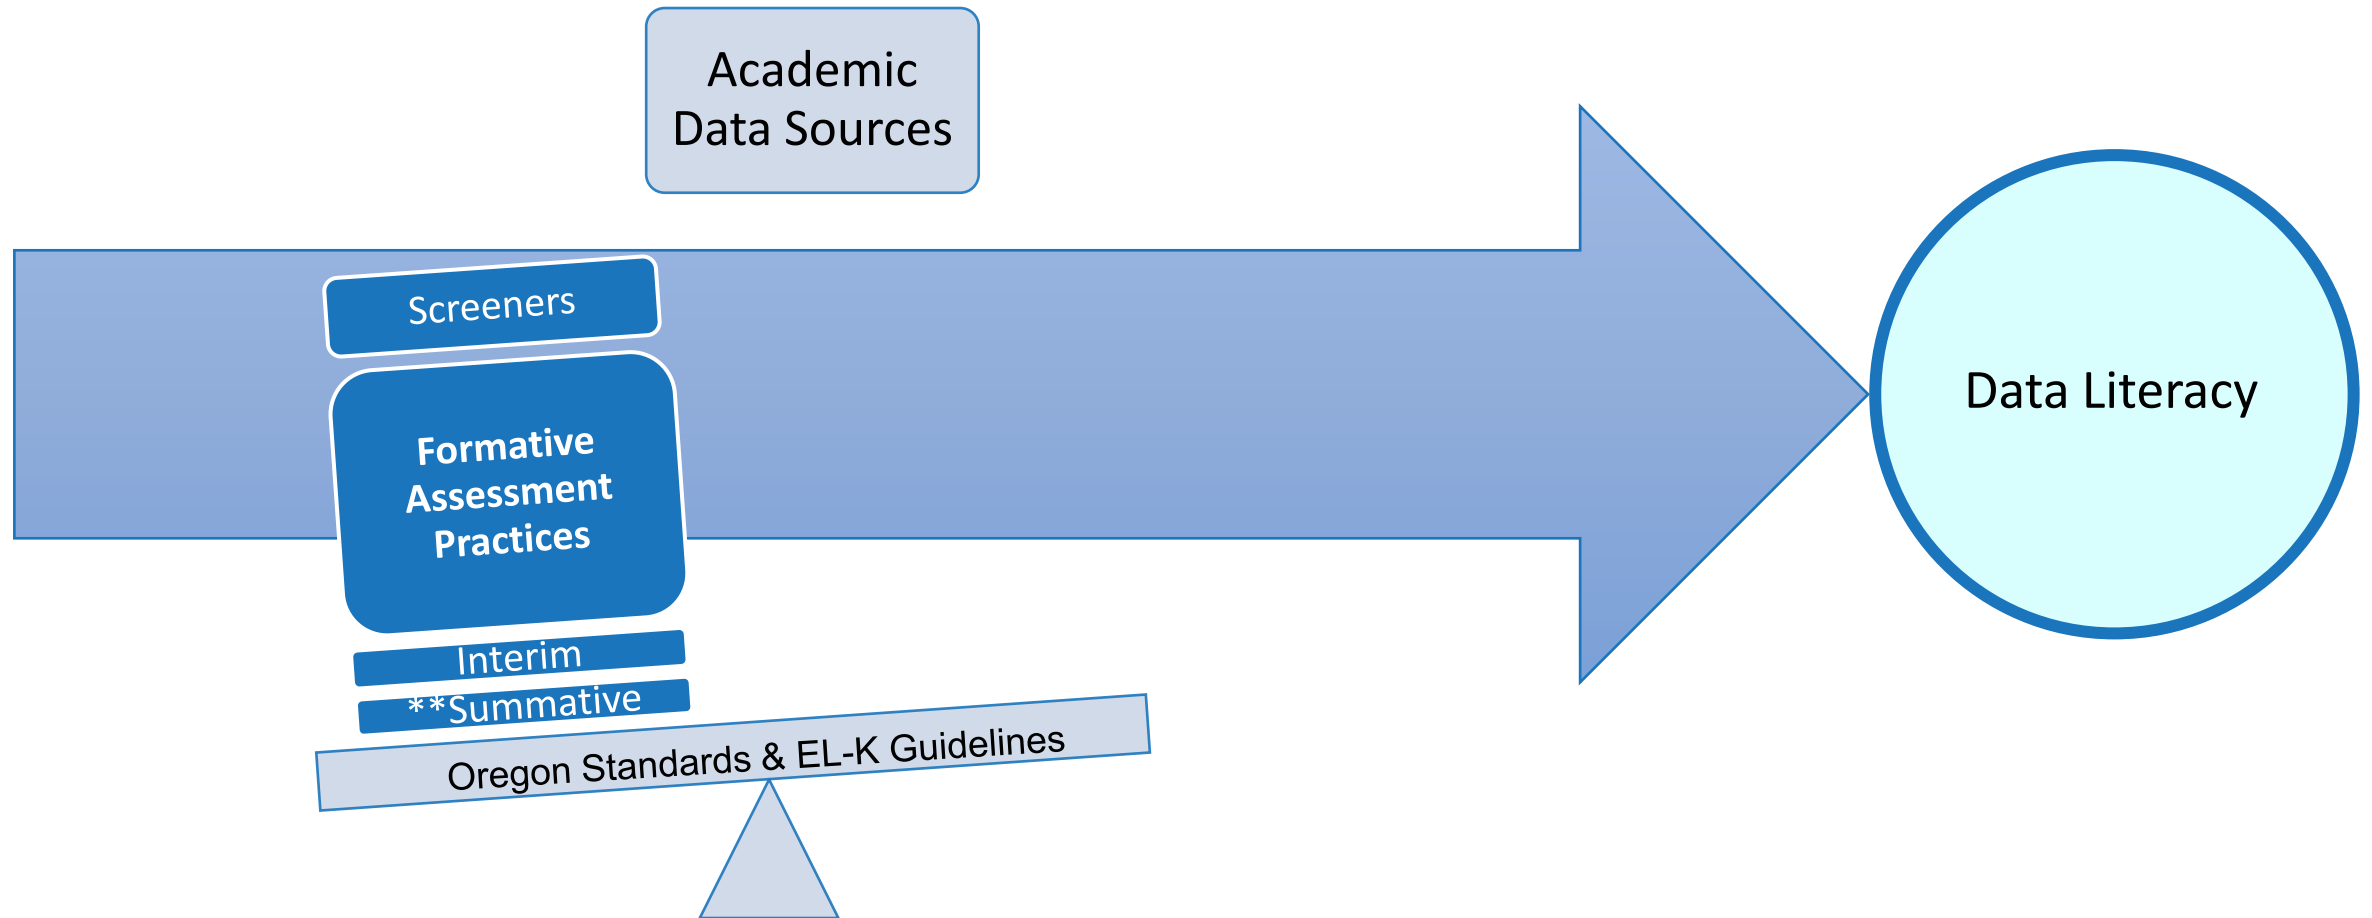 Academic
Data Sources
Screeners
Formative
Assessment
Practices
Interim
**Summative
Oregon Standards & EL-K Guidelines
Data Literacy